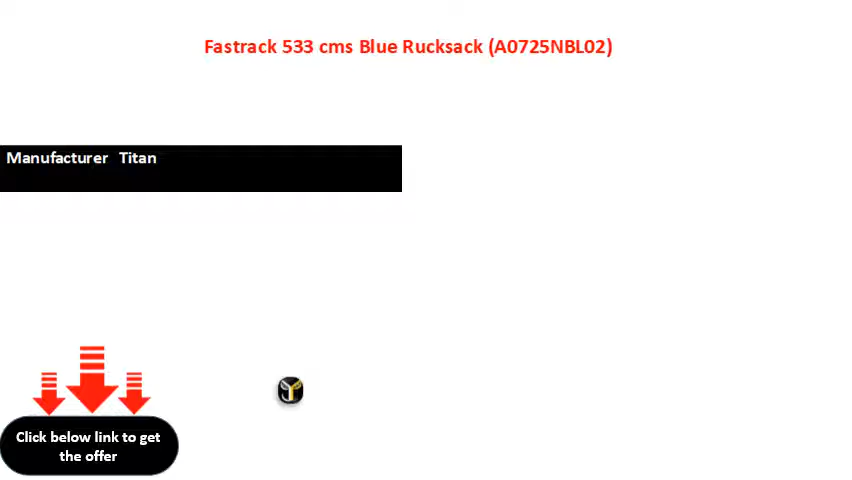 Fastrack 533 cms Blue Rucksack (A0725NBL02)
Manufacturer Titan
Click below link to get
the offer